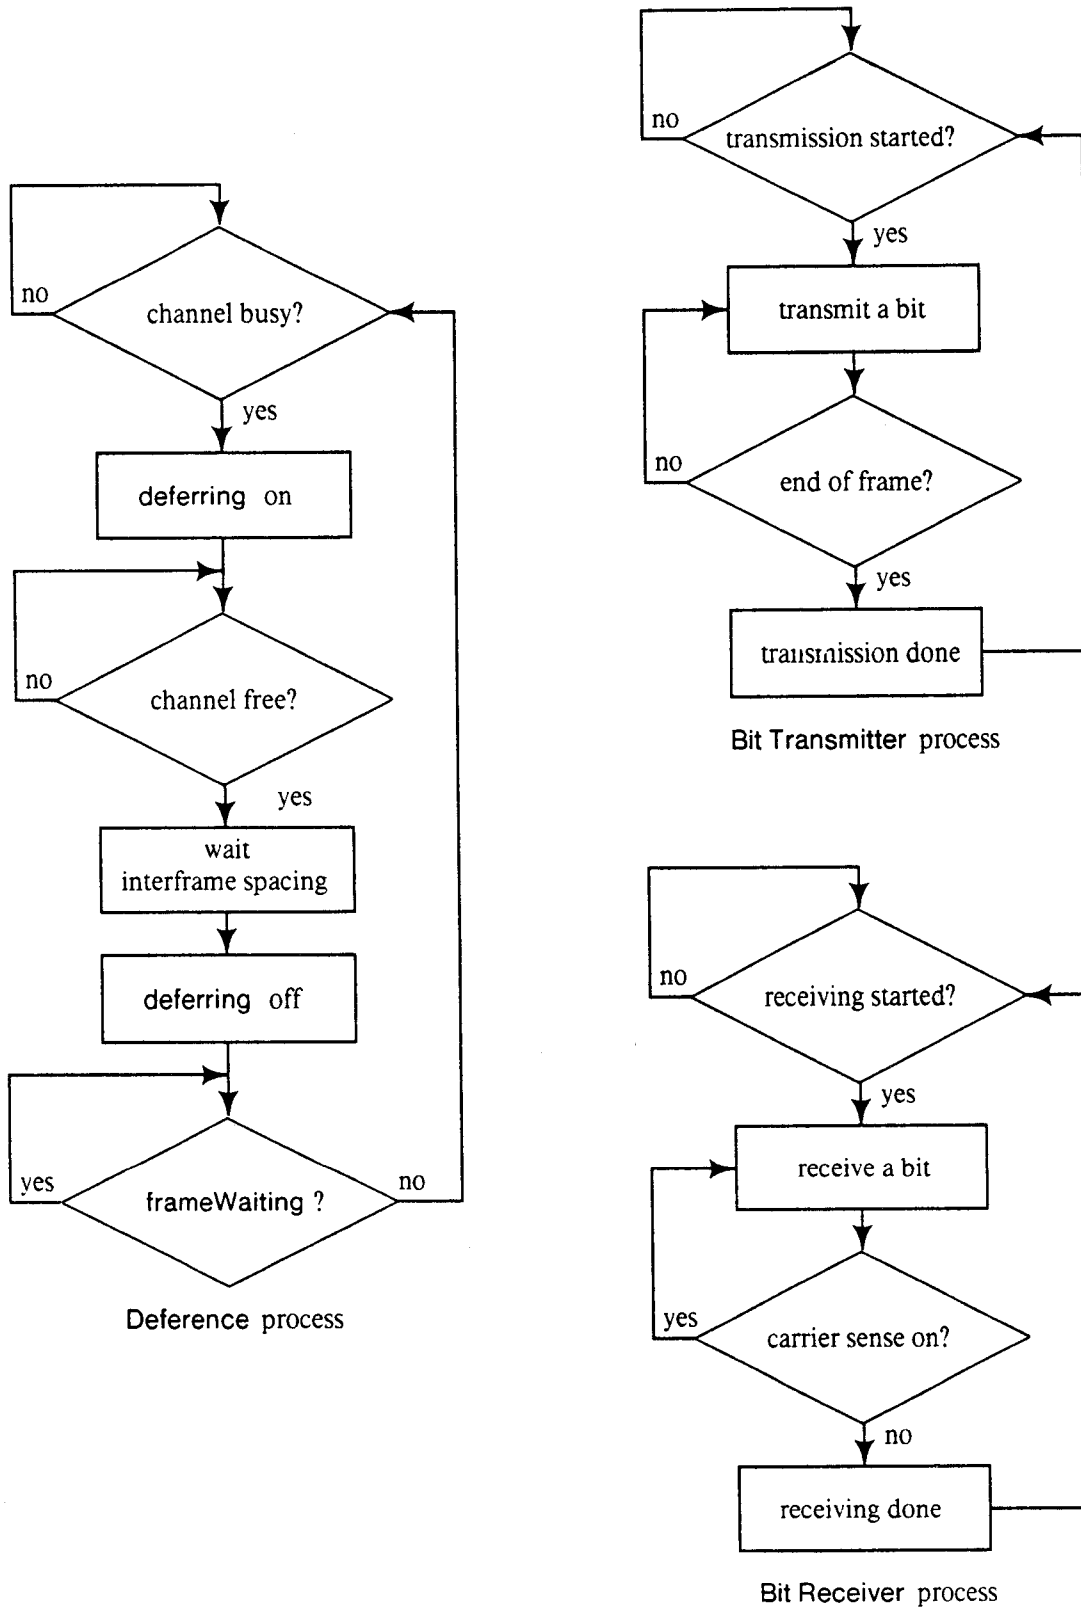 no
channel busy?
yes
deferring on
no
channel free?
yes
wait
interframe spacing
deferring off
yes
frameWaiting ?
no
Deference process
no
transmission started?
yes
transmit a bit
no
end of frame?
yes
transmission done
Bit Transmitter process
no
receiving started?
yes
receive a bit
yes
carrier sense on?
no
receiving done
Bit Receiver process